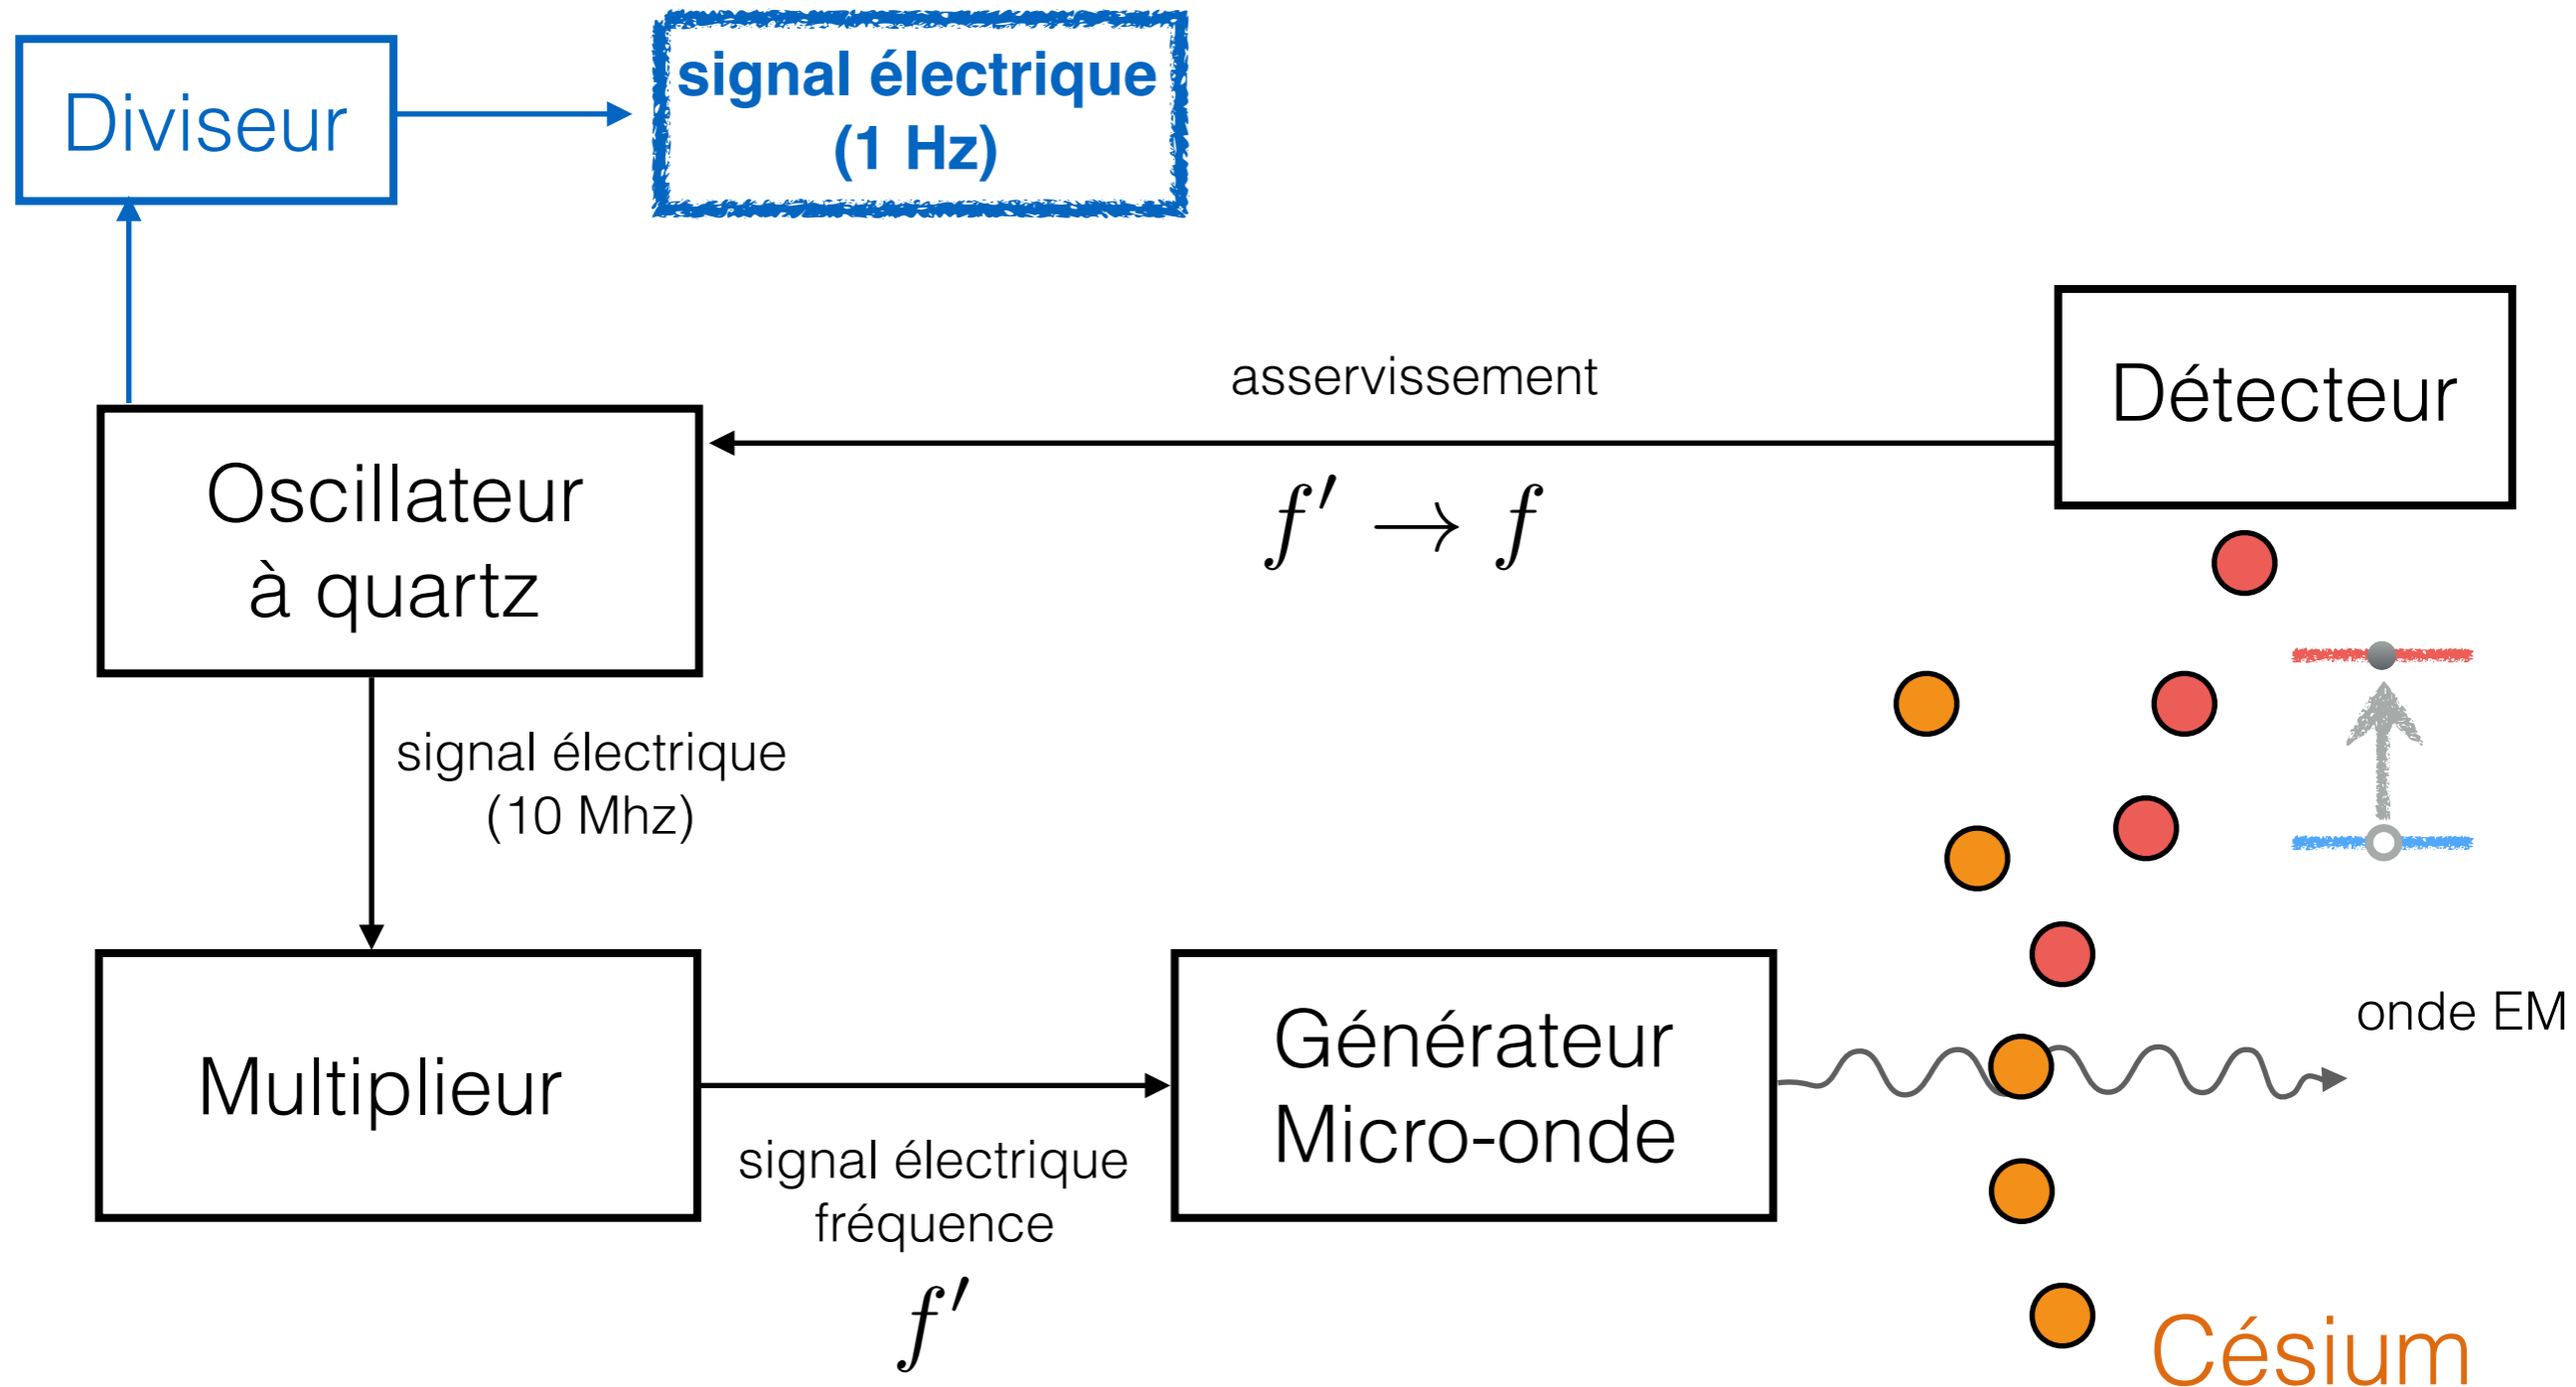 Diviseur
signal électrique
(1 Hz)
asservissement
f′ → f
Détecteur
Oscillateur
à quartz
signal électrique
(10 Mhz)
Multiplieur
signal électrique
fréquence
f′
Générateur
Micro-onde
onde EM
Césium